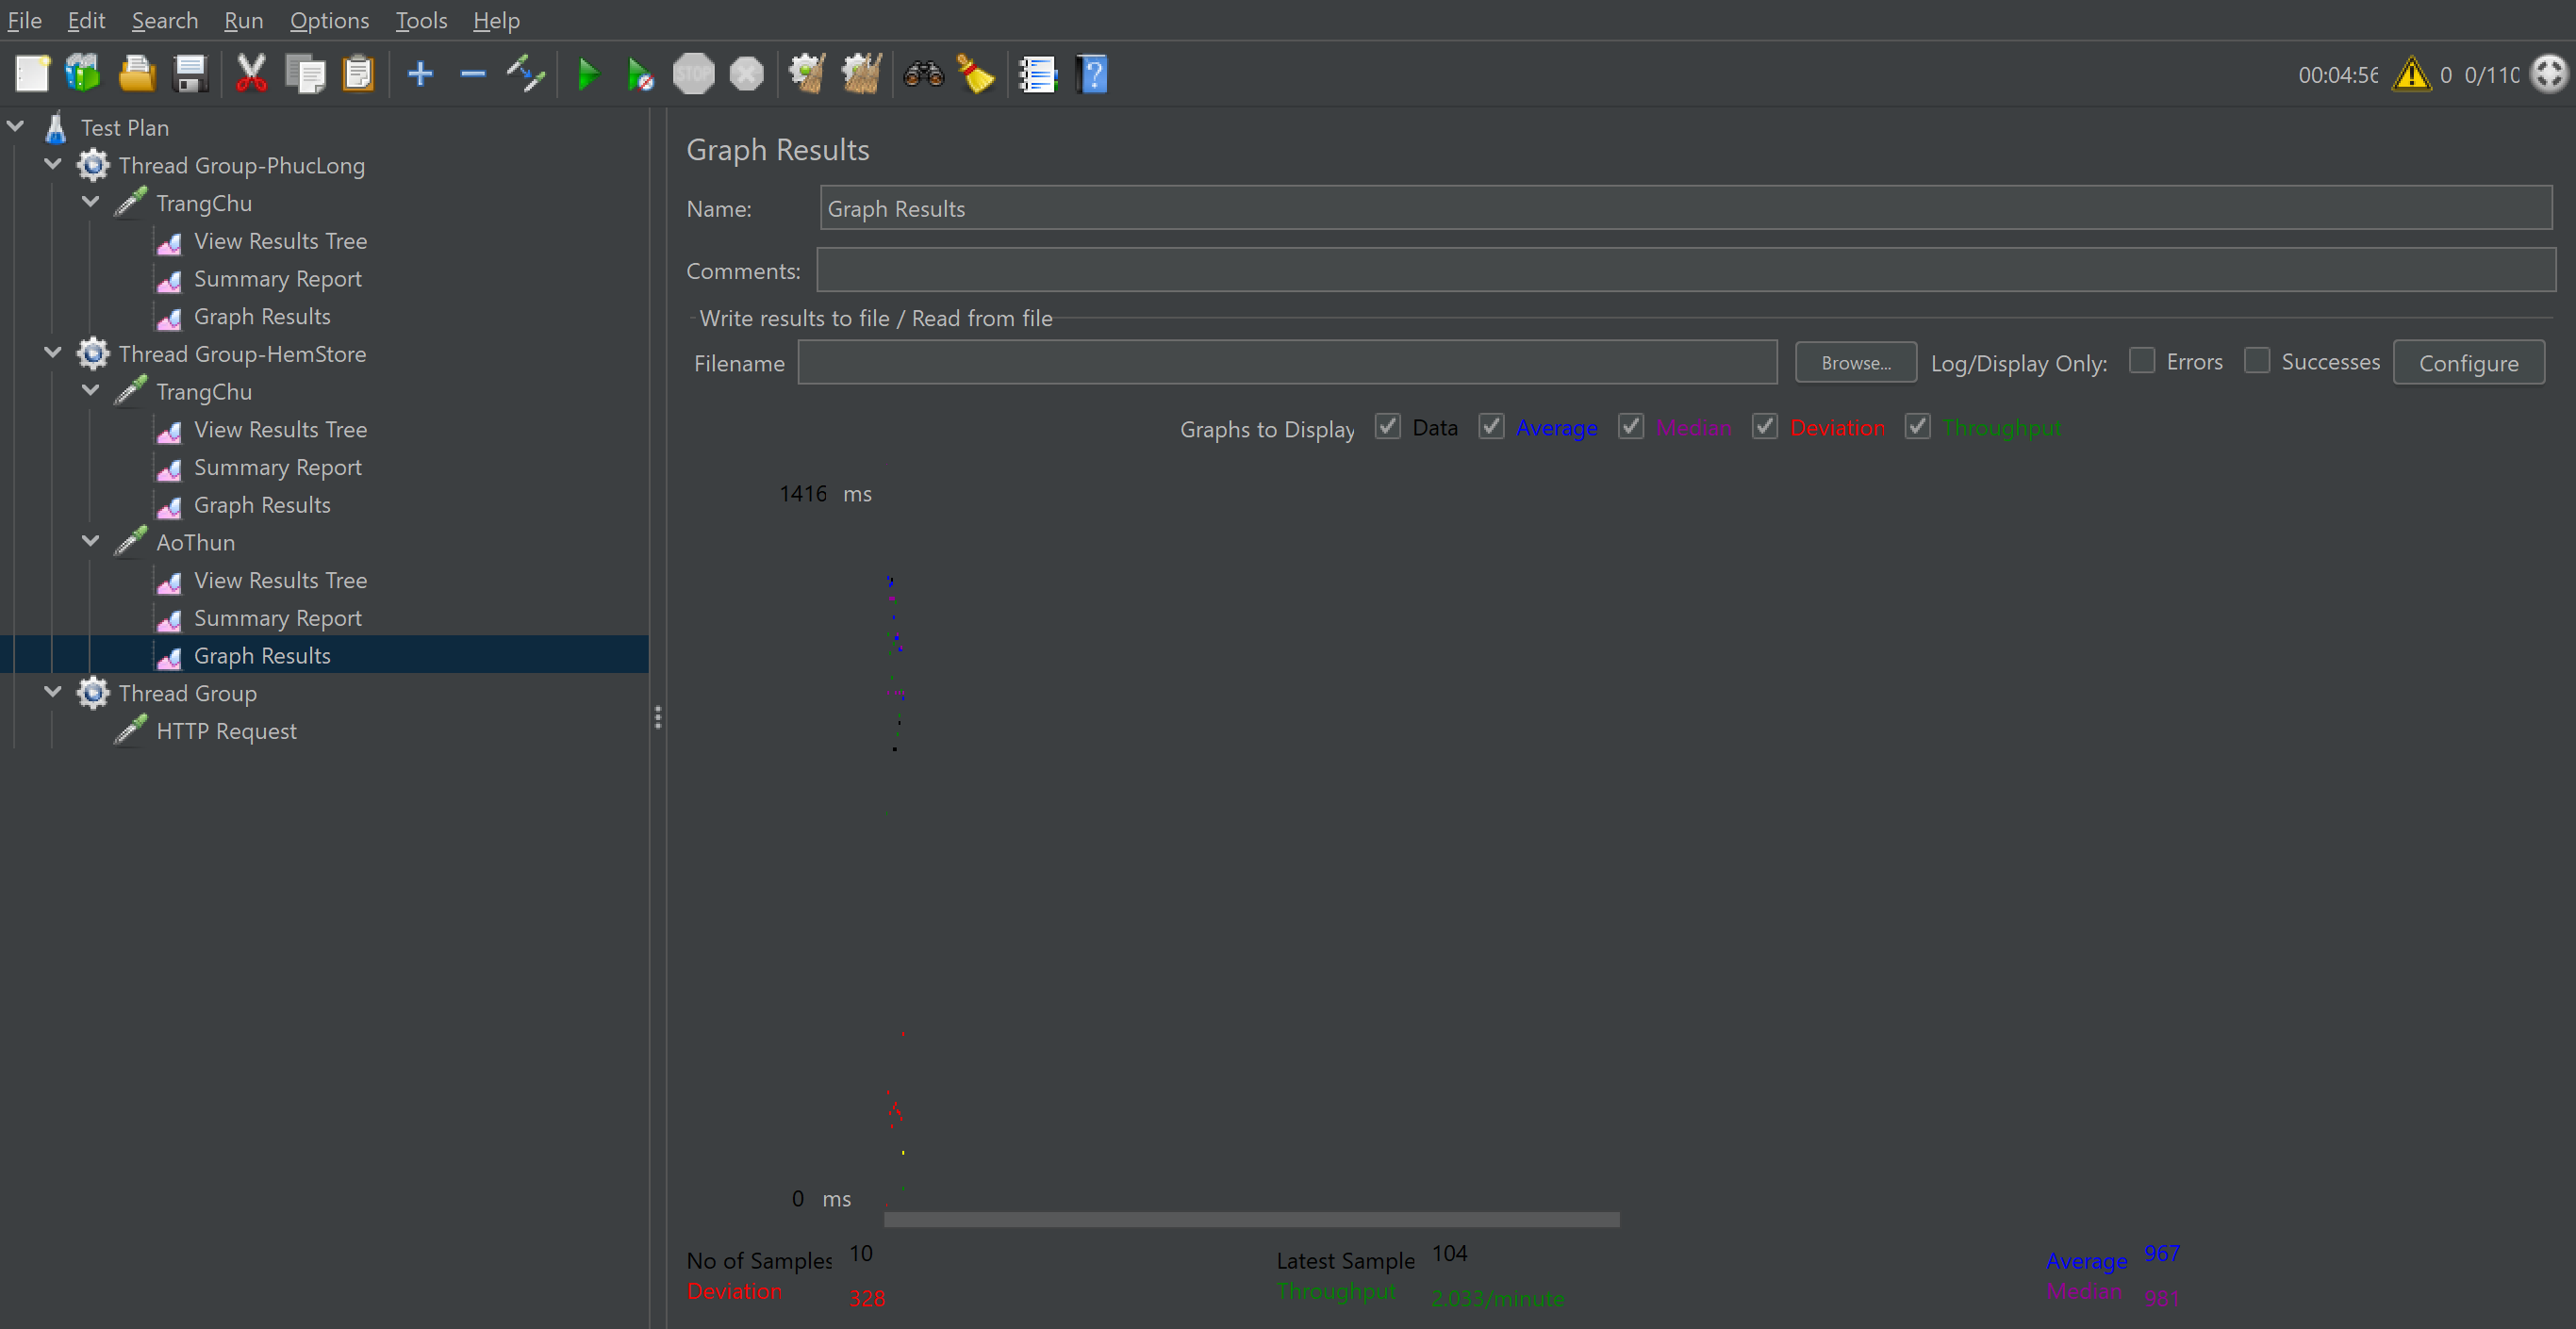 File Edit Search Run Options Tools Help
STOP
00:04:56 0 0/110
Test Plan
Thread Group-PhucLong
TrangChu
View Results Tree
Summary Report
Graph Results
Thread Group-HemStore
TrangChu
View Results Tree
Summary Report
Graph Results
AoThun
View Results Tree
Summary Report
Graph Results
Thread Group
HTTP Request
Graph Results
Name: Graph Results
Comments:
Write results to file / Read from file
Filename Browse... Log/Display Only: Errors Successes Configure
Graphs to Display Data Average Median Deviation Throughput
1416 ms
0 ms
No of Samples 10 Latest Sample 104 Average 967
Deviation 328 Throughput 2.033/minute Median 981